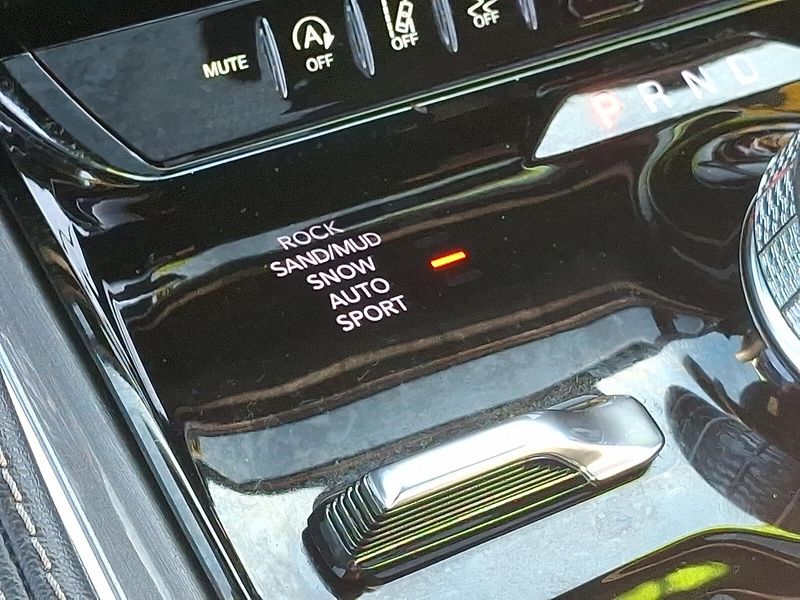 MUTE
A
OFF
OFF
OFF
P R N D
ROCK
SAND/MUD
SNOW
AUTO
SPORT